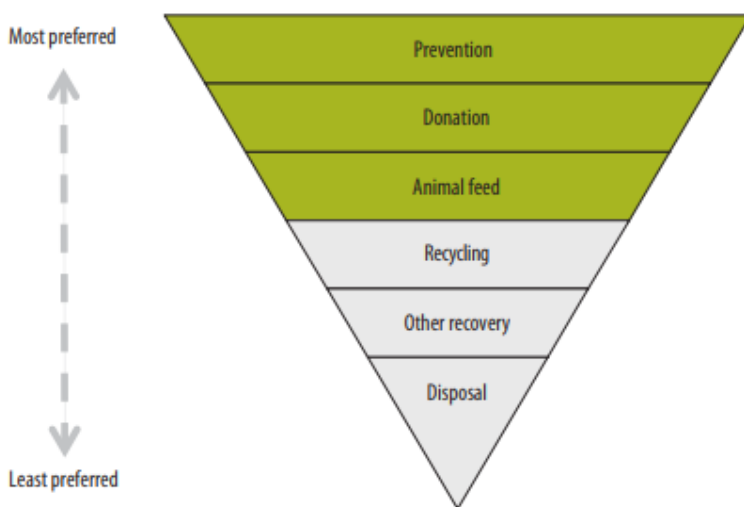 Most preferred
Prevention
Donation
Animal feed
Recycling
Other recovery
Disposal
Least preferred